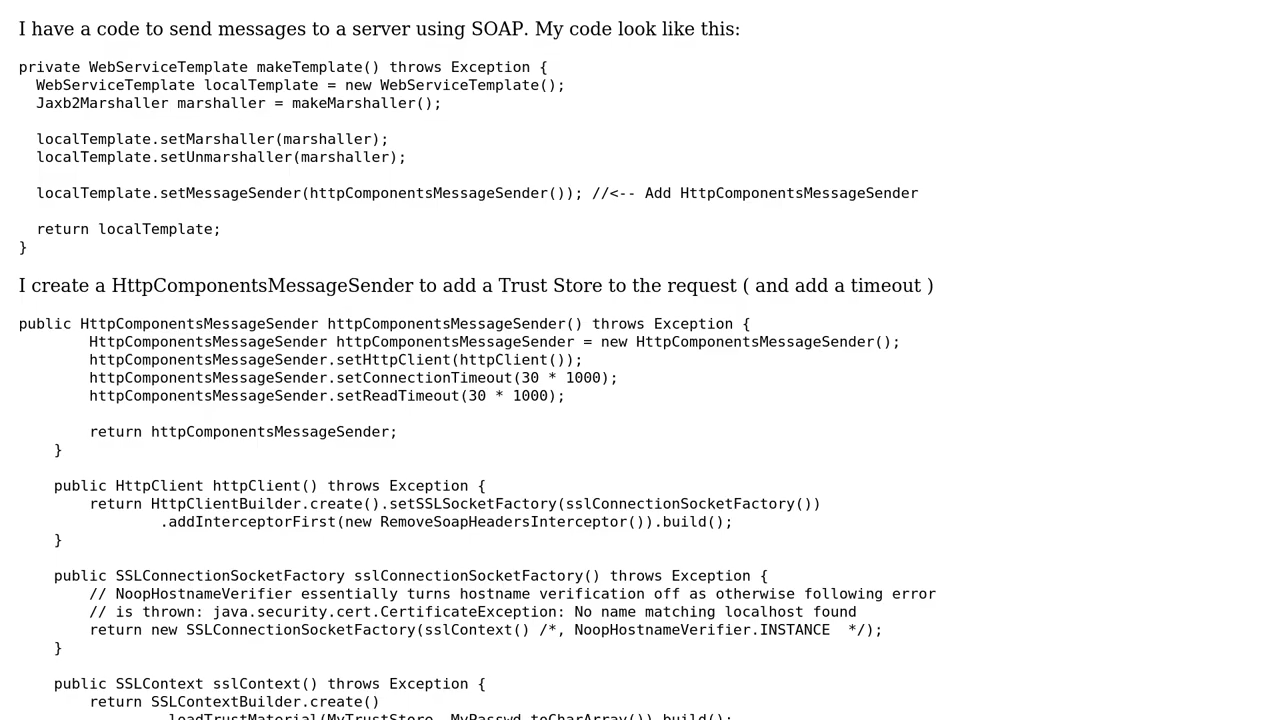 I have a code to send messages to a server using SOAP. My code look like this:
private WebServiceTemplate makeTemplate() throws Exception {
  WebServiceTemplate localTemplate = new WebServiceTemplate();
  Jaxb2Marshaller marshaller = makeMarshaller();
  localTemplate.setMarshaller(marshaller);
  localTemplate.setUnmarshaller(marshaller);
  localTemplate.setMessageSender(httpComponentsMessageSender()); //<-- Add HttpComponentsMessageSender
  return localTemplate;
}
I create a HttpComponentsMessageSender to add a Trust Store to the request ( and add a timeout )
public HttpComponentsMessageSender httpComponentsMessageSender() throws Exception {
        HttpComponentsMessageSender httpComponentsMessageSender = new HttpComponentsMessageSender();
        httpComponentsMessageSender.setHttpClient(httpClient());
        httpComponentsMessageSender.setConnectionTimeout(30 * 1000);
        httpComponentsMessageSender.setReadTimeout(30 * 1000);
        return httpComponentsMessageSender;
    }
    public HttpClient httpClient() throws Exception {
        return HttpClientBuilder.create().setSSLSocketFactory(sslConnectionSocketFactory())
                .addInterceptorFirst(new RemoveSoapHeadersInterceptor()).build();
    }
    public SSLConnectionSocketFactory sslConnectionSocketFactory() throws Exception {
        // NoopHostnameVerifier essentially turns hostname verification off as otherwise following error
        // is thrown: java.security.cert.CertificateException: No name matching localhost found
        return new SSLConnectionSocketFactory(sslContext() /*, NoopHostnameVerifier.INSTANCE  */);
    }
    public SSLContext sslContext() throws Exception {
        return SSLContextBuilder.create()
                .loadTrustMaterial(MyTrustStore, MyPasswd.toCharArray()).build();